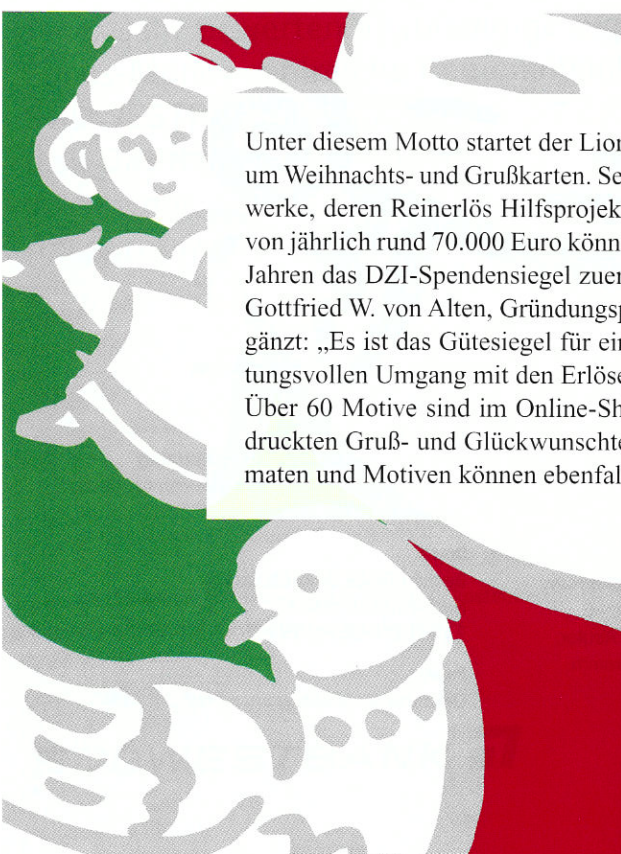 Unter diesem Motto startet der Lion
um Weihnachts- und Grußkarten. Se
werke, deren Reinerlös Hilfsprojek
von jährlich rund 70.000 Euro könn
Jahren das DZI-Spendensiegel zuer
Gottfried W. von Alten, Gründungsp
gänzt: „Es ist das Gütesiegel für ein
tungsvollen Umgang mit den Erlöse
Über 60 Motive sind im Online-Sh
druckten Gruß- und Glückwunschte
maten und Motiven können ebenfal